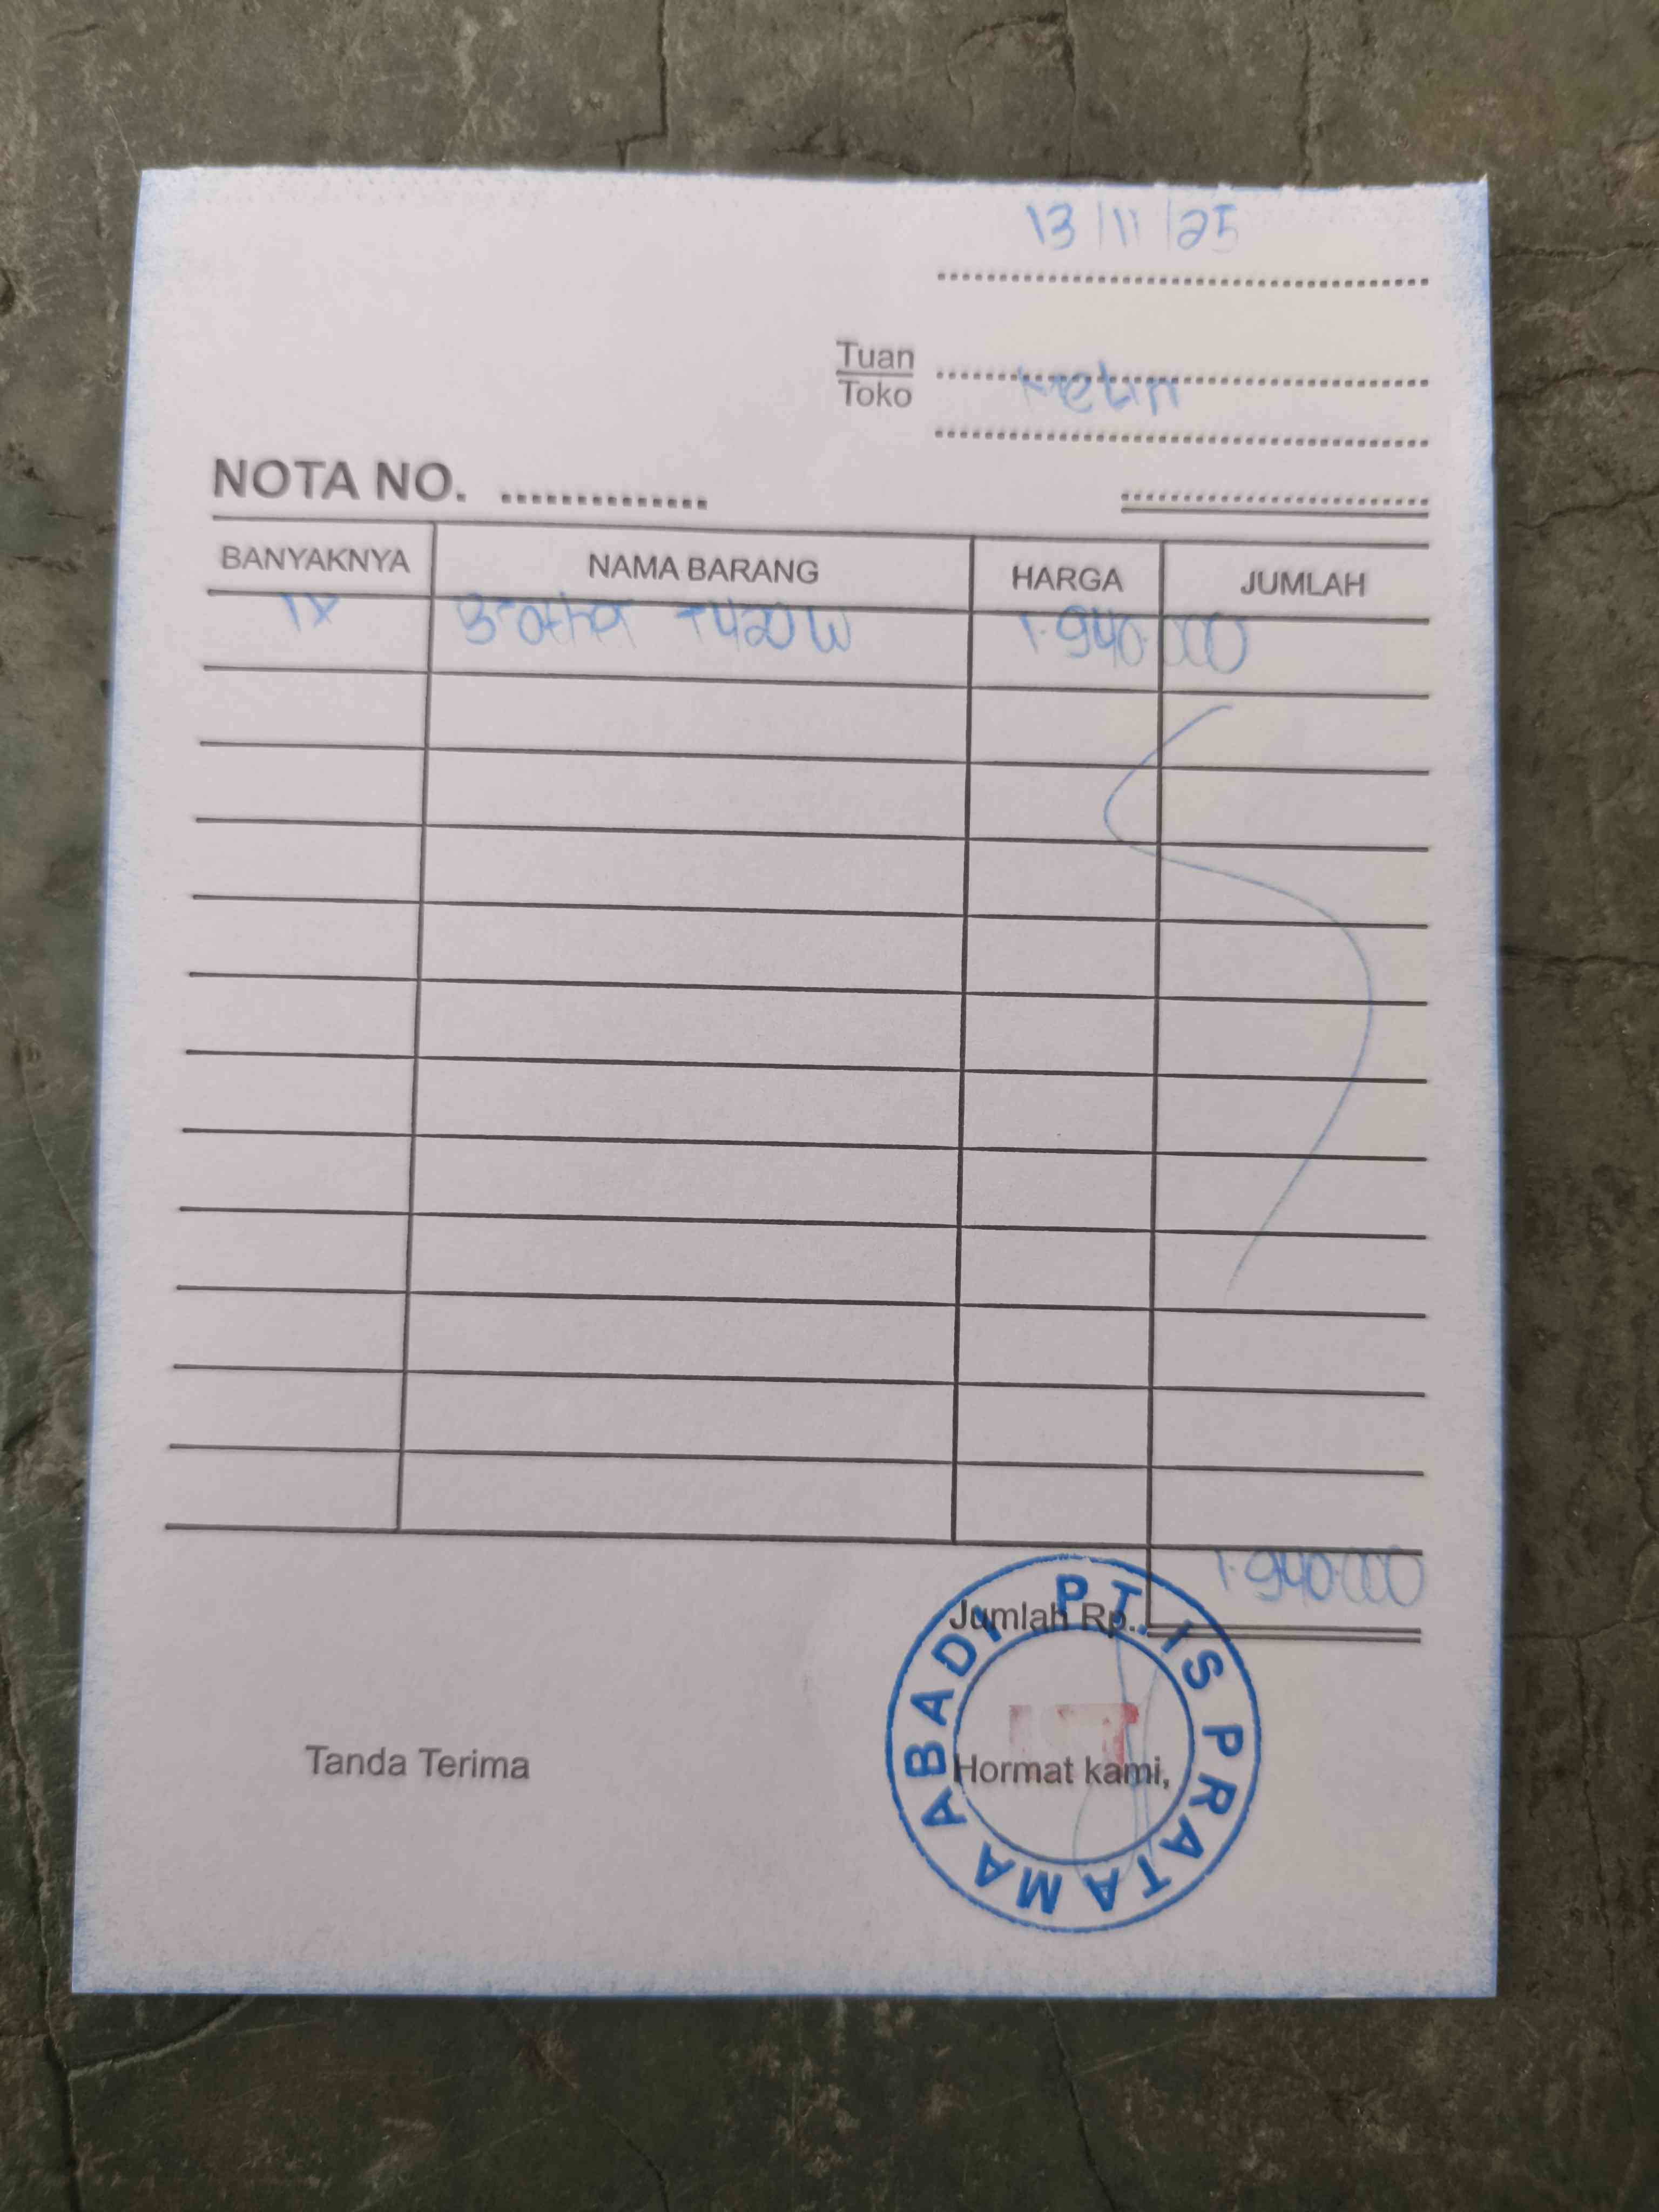 13/11/25
Tuan
Toko
NOTA NO. ..............
BANYAKNYA NAMA BARANG HARGA JUMLAH
1x Brother T420W 1.940.000
1.940.000
Jumlah Rp.
Tanda Terima
Hormat kami,
PT. IS PRATAMA ABADI